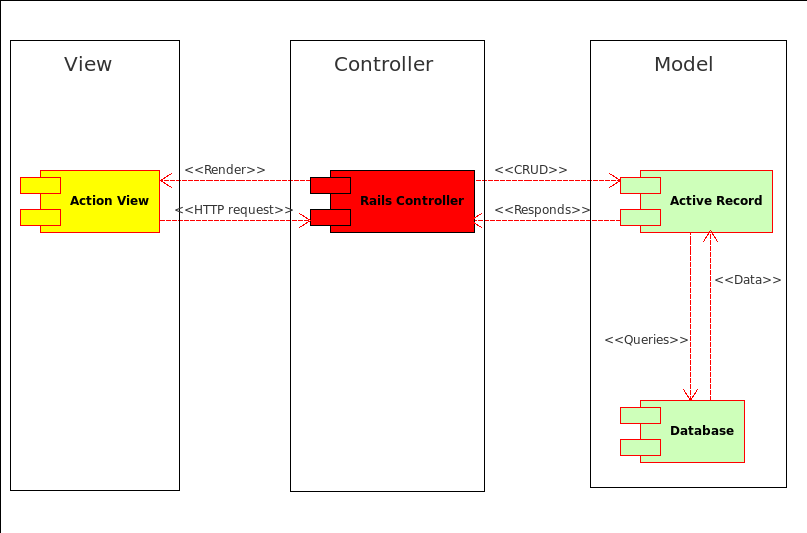 View
Controller
Model
<<Render>>
<<CRUD>>
Action View
Rails Controller
Active Record
<<HTTP request>>
<<Responds>>
<<Data>>
<<Queries>>
Database